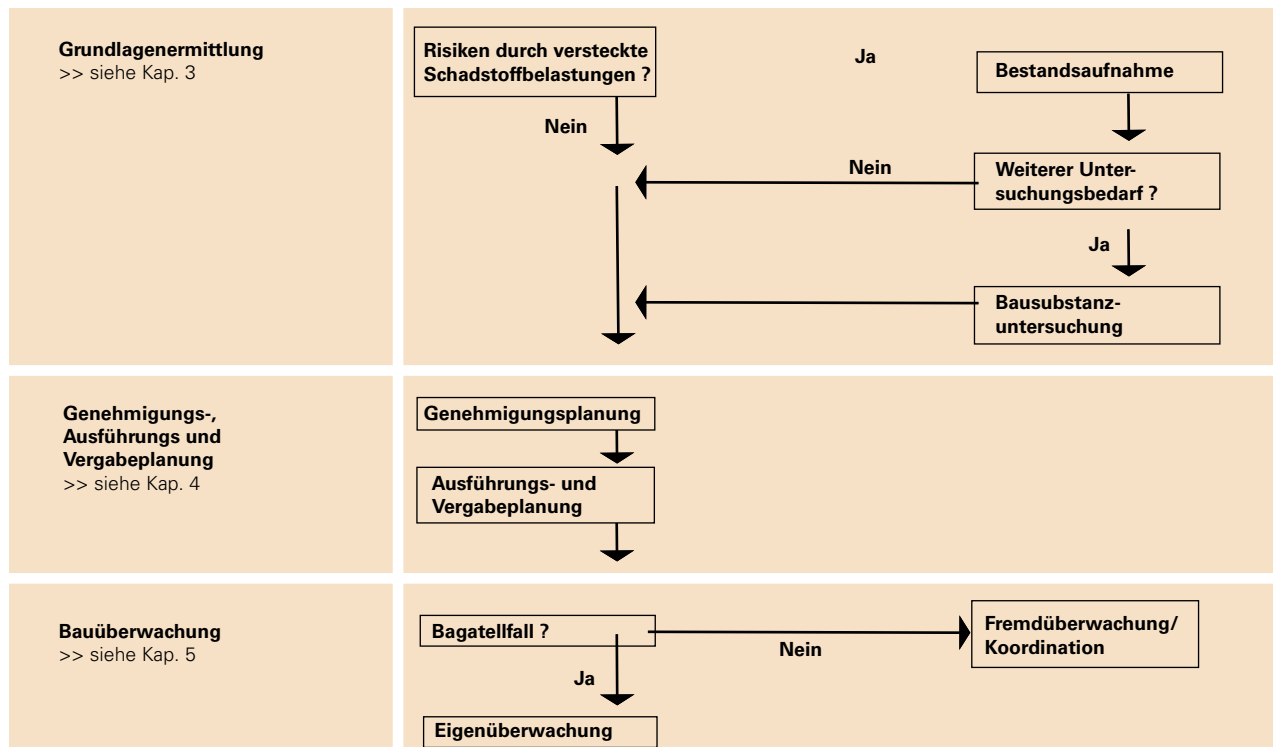 Grundlagenermittlung
>> siehe Kap. 3
Risiken durch versteckte
Schadstoffbelastungen ?
Ja
Bestandsaufnahme
Nein
Nein
Weiterer Unter-
suchungsbedarf ?
Ja
Bausubstanz-
untersuchung
Genehmigungs-,
Ausführungs und
Vergabeplanung
>> siehe Kap. 4
Genehmigungsplanung
Ausführungs- und
Vergabeplanung
Bauüberwachung
>> siehe Kap. 5
Bagatellfall ?
Nein
Fremdüberwachung/
Koordination
Ja
Eigenüberwachung